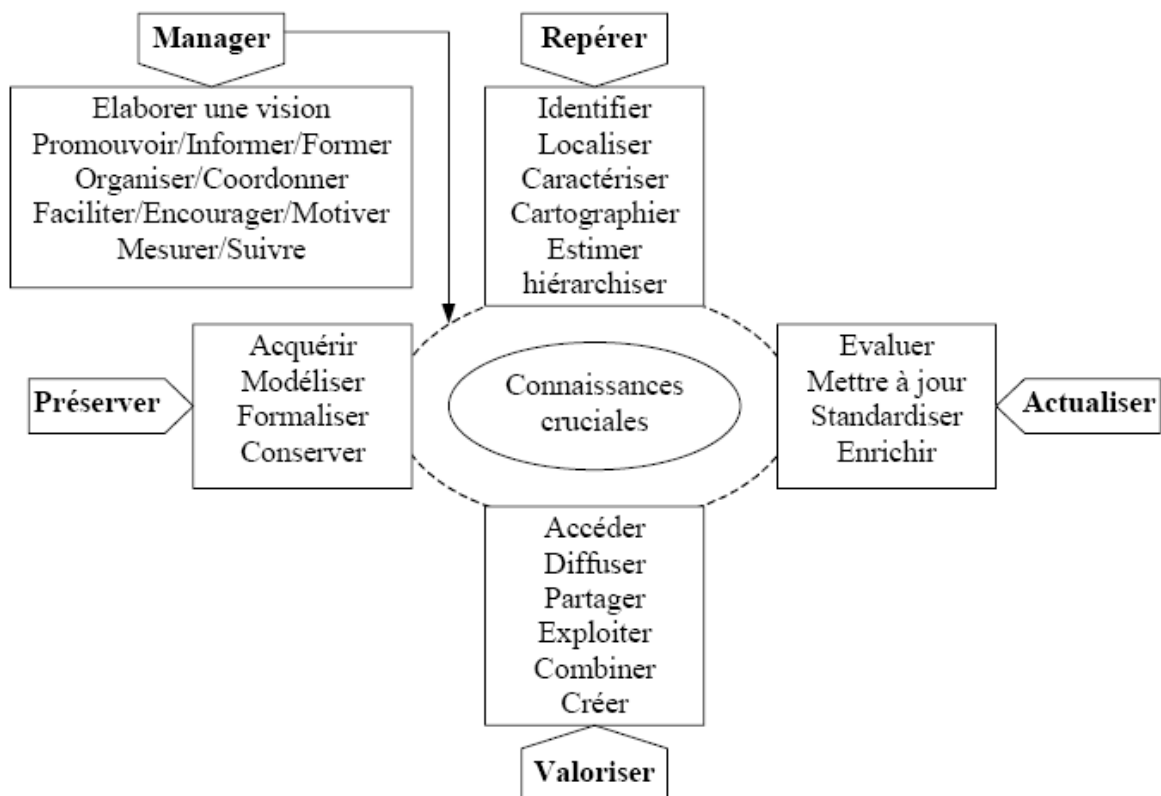 Manager
Elaborer une vision
Promouvoir/Informer/Former
Organiser/Coordonner
Faciliter/Encourager/Motiver
Mesurer/Suivre
Repérer
Identifier
Localiser
Caractériser
Cartographier
Estimer
hiérarchiser
Préserver
Acquérir
Modéliser
Formaliser
Conserver
Connaissances
cruciales
Evaluer
Mettre à jour
Standardiser
Enrichir
Actualiser
Accéder
Diffuser
Partager
Exploiter
Combiner
Créer
Valoriser